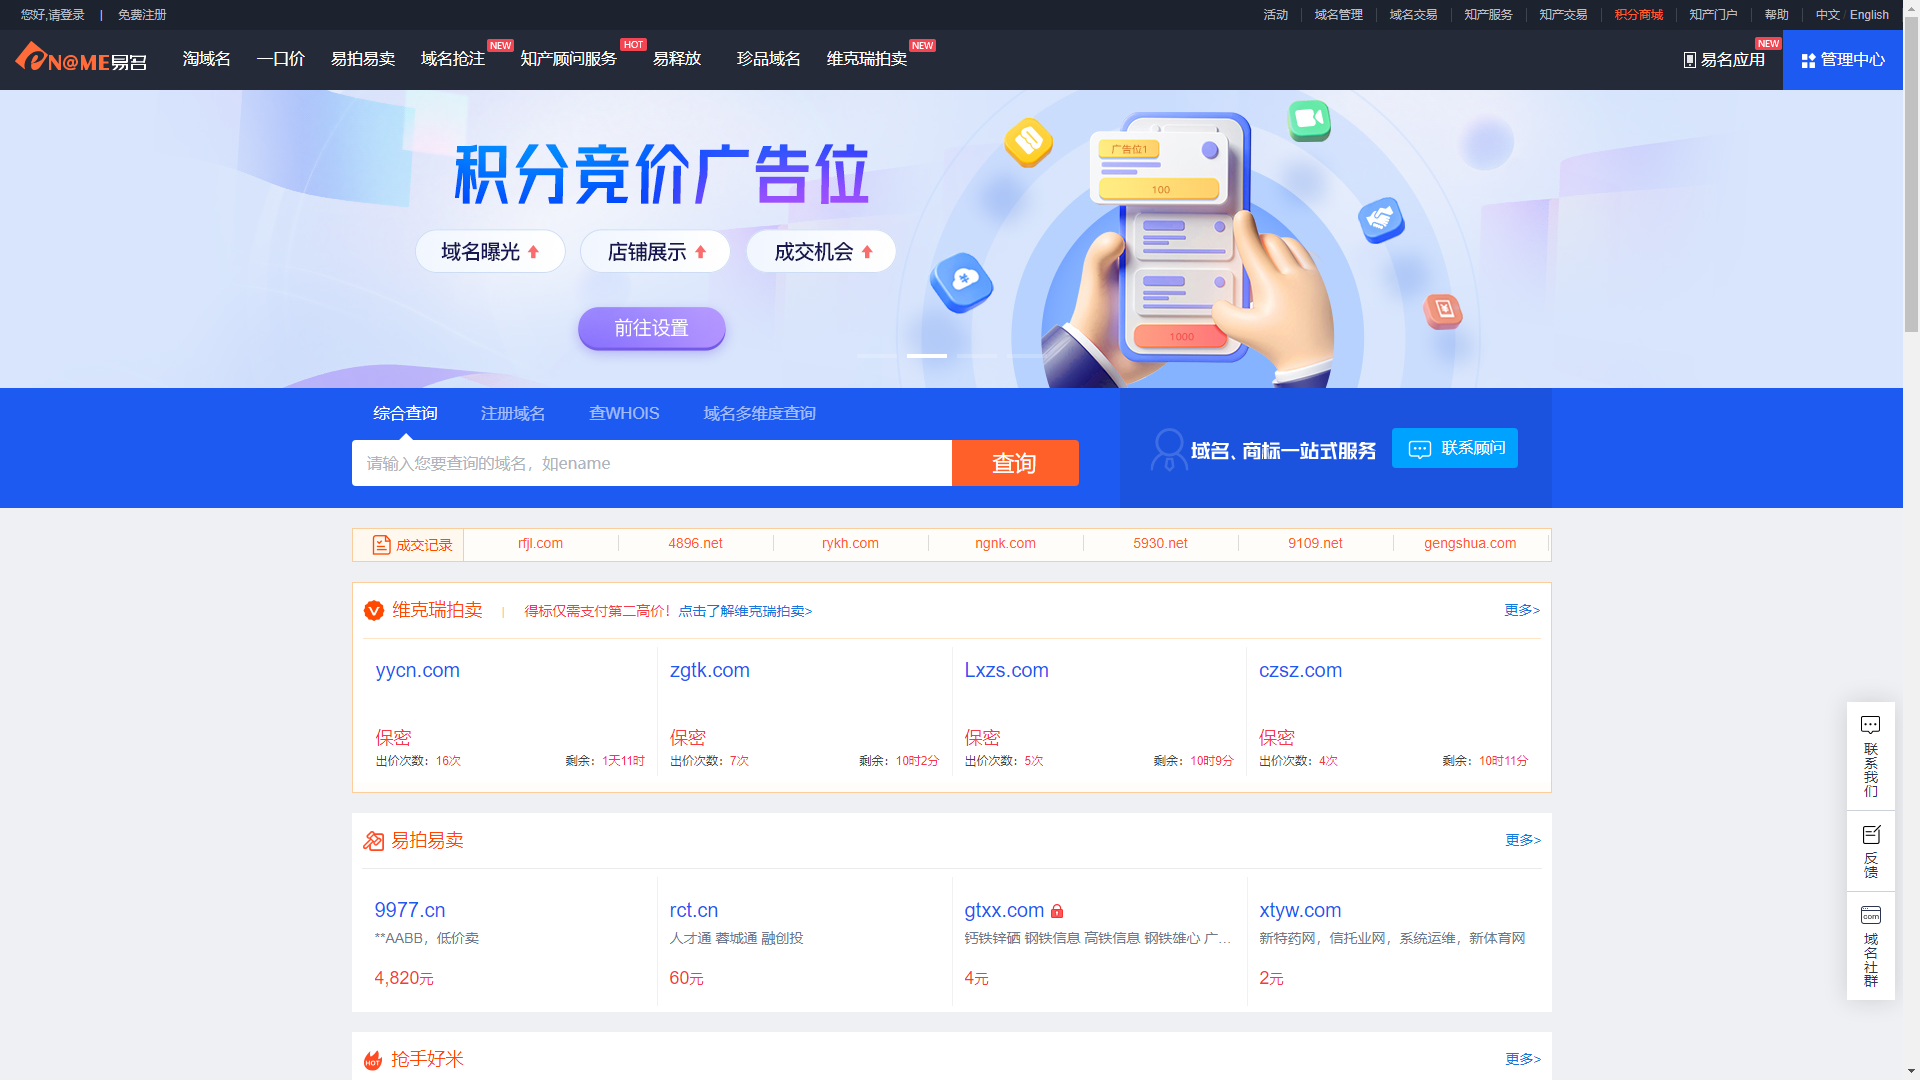 您好,请登录 | 免费注册
活动 域名管理 域名交易 知产服务 知产交易 积分商城 知产门户 帮助 中文 / English
eN@ME易名 淘域名 一口价 易拍易卖 域名抢注 NEW 知产顾问服务 HOT 易释放 珍品域名 维克瑞拍卖 NEW 易名应用 NEW 管理中心
积分竞价广告位
域名曝光 店铺展示 成交机会
前往设置
广告位1
100
1000
综合查询 注册域名 查WHOIS 域名多维度查询
请输入您要查询的域名，如ename 查询
域名、商标一站式服务 联系顾问
成交记录 rfjl.com 4896.net rykh.com ngnk.com 5930.net 9109.net gengshua.com
维克瑞拍卖 | 得标仅需支付第二高价！点击了解维克瑞拍卖> 更多>
yycn.com zgtk.com Lxzs.com czsz.com
保密 保密 保密 保密
出价次数：16次 剩余：1天11时 出价次数：7次 剩余：10时2分 出价次数：5次 剩余：10时9分 出价次数：4次 剩余：10时11分
易拍易卖 更多>
9977.cn rct.cn gtxx.com xtyw.com
**AABB，低价卖 人才通 蓉城通 融创投 钙铁锌硒 钢铁信息 高铁信息 钢铁雄心 广... 新特药网，信托业网，系统运维，新体育网
4,820元 60元 4元 2元
HOT 抢手好米 更多>
联系我们
反馈
com
域名社群